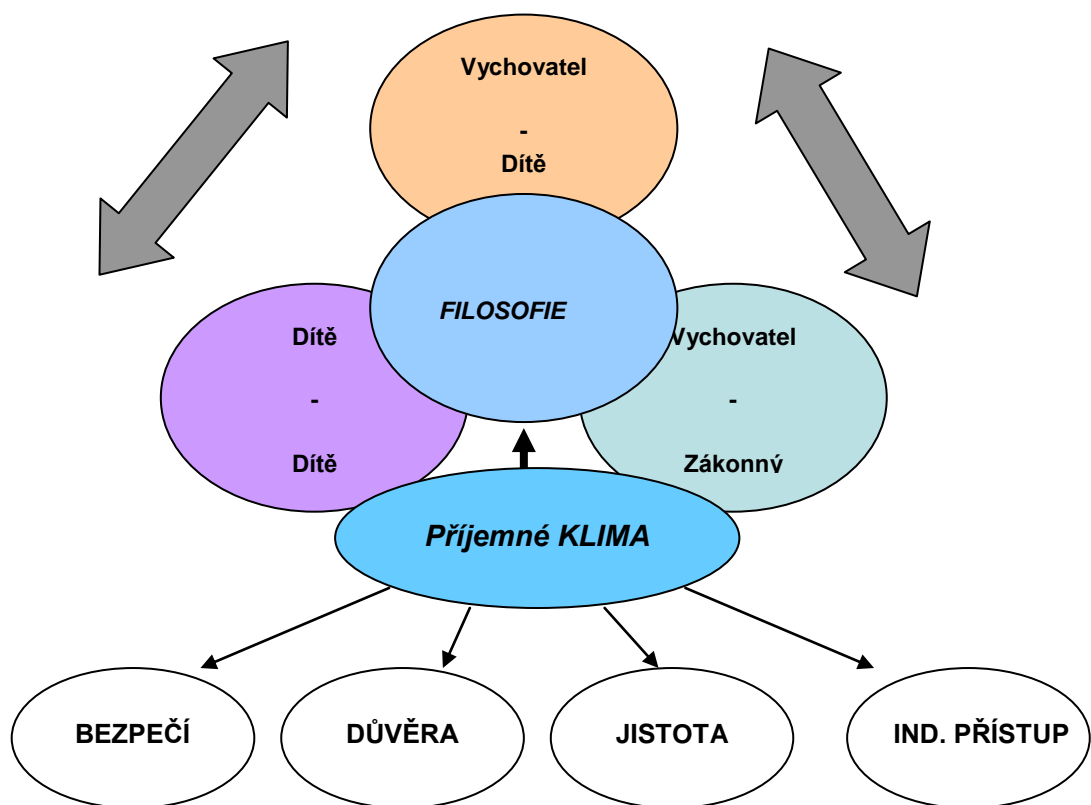 Vychovatel
-
Dítě
FILOSOFIE
Dítě
-
Dítě
Vychovatel
-
Zákonný
Příjemné KLIMA
BEZPEČÍ
DŮVĚRA
JISTOTA
IND. PŘÍSTUP